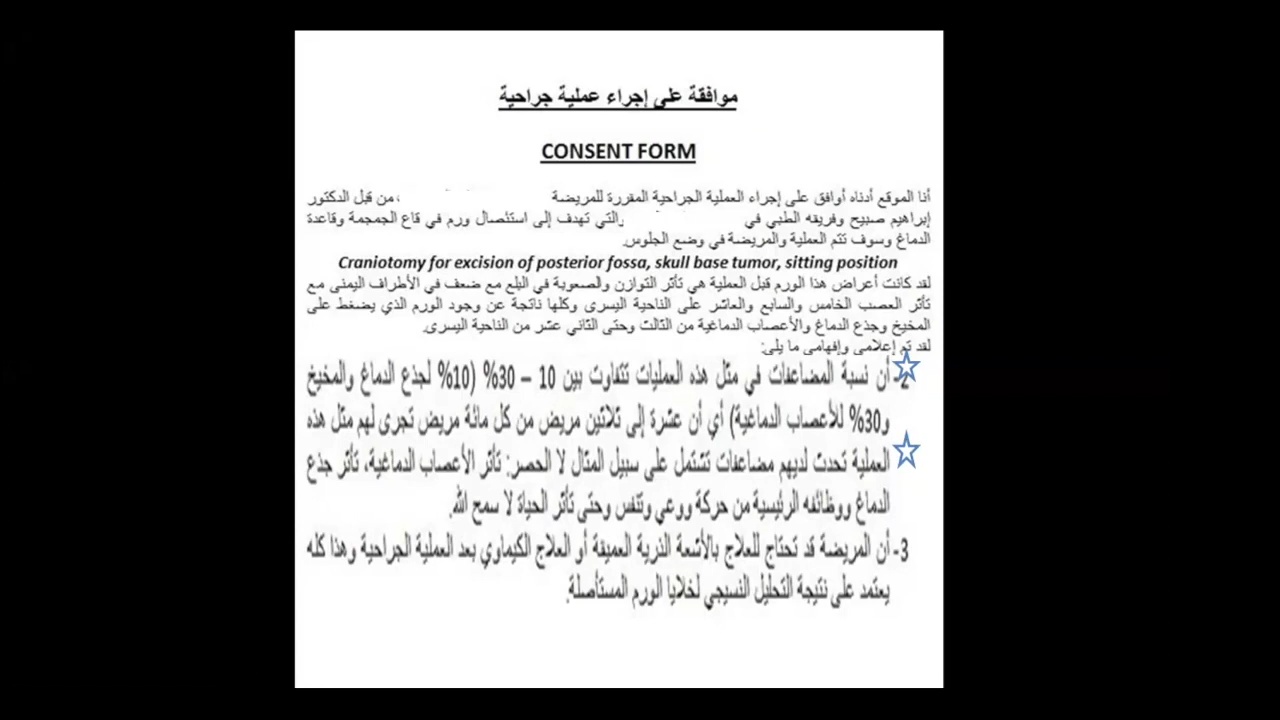 موافقة على إجراء عملية جراحية
CONSENT FORM
أنا الموقع أدناه أوافق على إجراء العملية الجراحية المقررة للمريضة ، من قبل الدكتور
إبراهيم صبيح وفريقه الطبي في والتي تهدف إلى استئصال ورم في قاع الجمجمة وقاعدة
الدماغ وسوف تتم العملية والمريضة في وضع الجلوس.
Craniotomy for excision of posterior fossa, skull base tumor, sitting position
لقد كانت أعراض هذا الورم قبل العملية هي تأثر التوازن والصعوبة في البلع مع ضعف في الأطراف اليمنى مع
تأثر العصب الخامس والسابع والعاشر على الناحية اليسرى وكلها ناتجة عن وجود الورم الذي يضغط على
المخيخ وجذع الدماغ والأعصاب الدماغية من الثالث وحتى الثاني عشر من الناحية اليسرى.
لقد تم إعلامي وإفهامي ما يلي:
2- أن نسبة المضاعفات في مثل هذه العمليات تتفاوت بين 10 – 30% (10% لجذع الدماغ والمخيخ
و30% للأعصاب الدماغية) أي أن عشرة إلى ثلاثين مريض من كل مائة مريض تجرى لهم مثل هذه
العملية تحدث لديهم مضاعفات تشتمل على سبيل المثال لا الحصر: تأثر الأعصاب الدماغية، تأثر جذع
الدماغ ووظائفه الرئيسية من حركة ووعي وتنفس وحتى تأثر الحياة لا سمح الله.
3- أن المريضة قد تحتاج للعلاج بالأشعة الذرية العميقة أو العلاج الكيماوي بعد العملية الجراحية وهذا كله
يعتمد على نتيجة التحليل النسيجي لخلايا الورم المستأصلة.